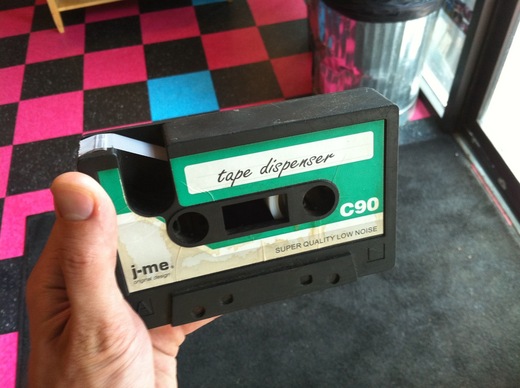 tape dispenser
C90
SUPER QUALITY LOW NOISE
j-me.
original design